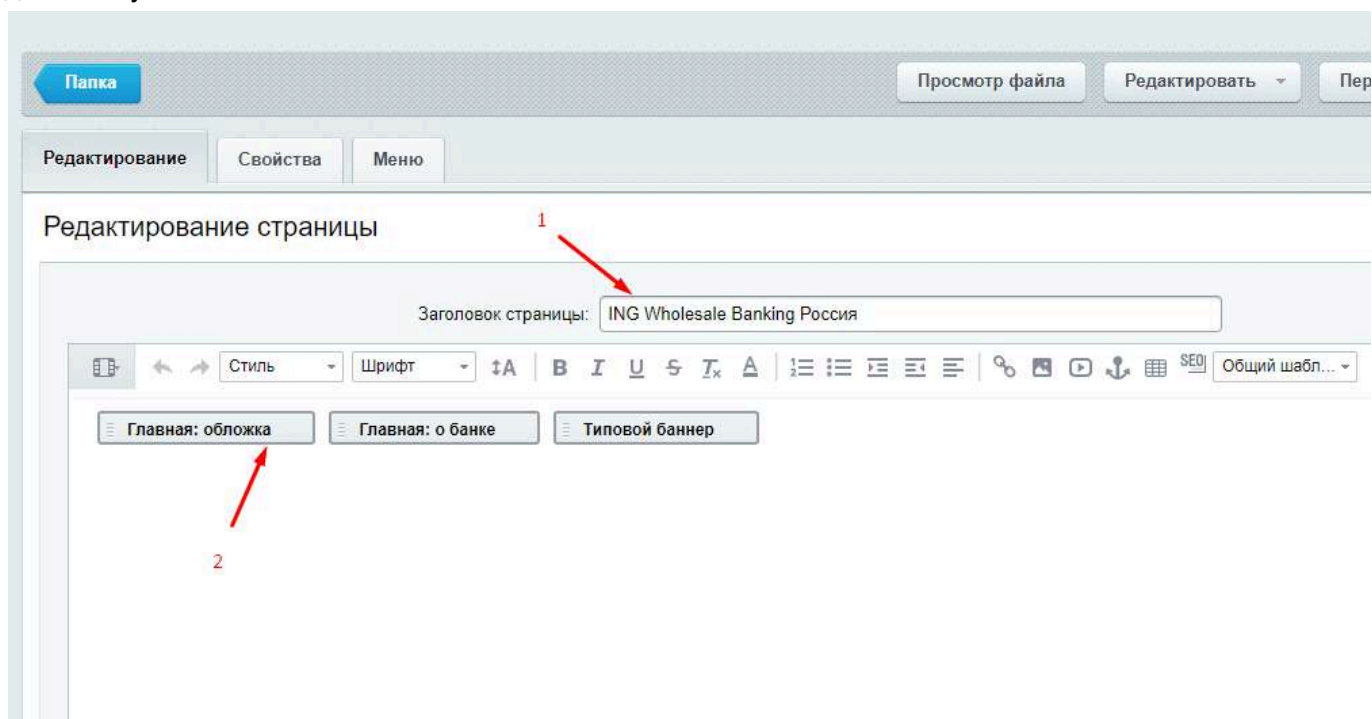 Папка
Просмотр файла
Редактировать
Пер
Редактирование
Свойства
Меню
Редактирование страницы
1
Заголовок страницы: ING Wholesale Banking Россия
Стиль Шрифт A B I U S Tx A SEO Общий шабл...
Главная: обложка
Главная: о банке
Типовой баннер
2